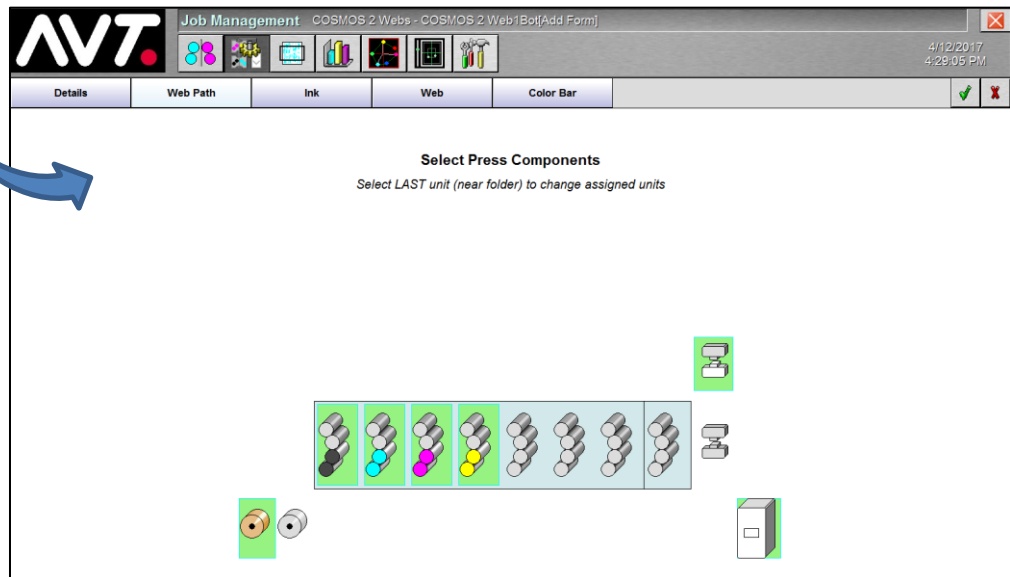 AVT.
Job Management COSMOS 2 Webs - COSMOS 2 Web1Bot[Add Form]
4/12/2017
4:29:05 PM
Details Web Path Ink Web Color Bar
Select Press Components
Select LAST unit (near folder) to change assigned units